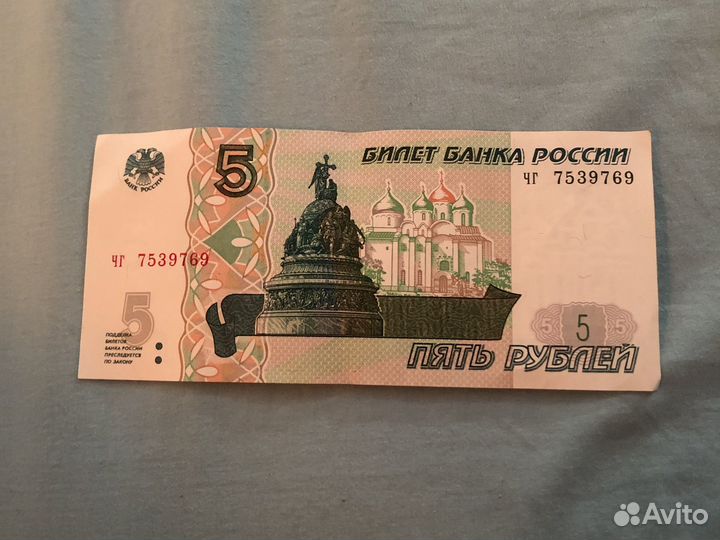 5
БИЛЕТ БАНКА РОССИИ
БАНК РОССИИ
чг 7539769
чг 7539769
5
ПОДДЕЛКА
БИЛЕТОВ
БАНКА РОССИИ
ПРЕСЛЕДУЕТСЯ
ПО ЗАКОНУ
5 5 5
ПЯТЬ РУБЛЕЙ
Avito